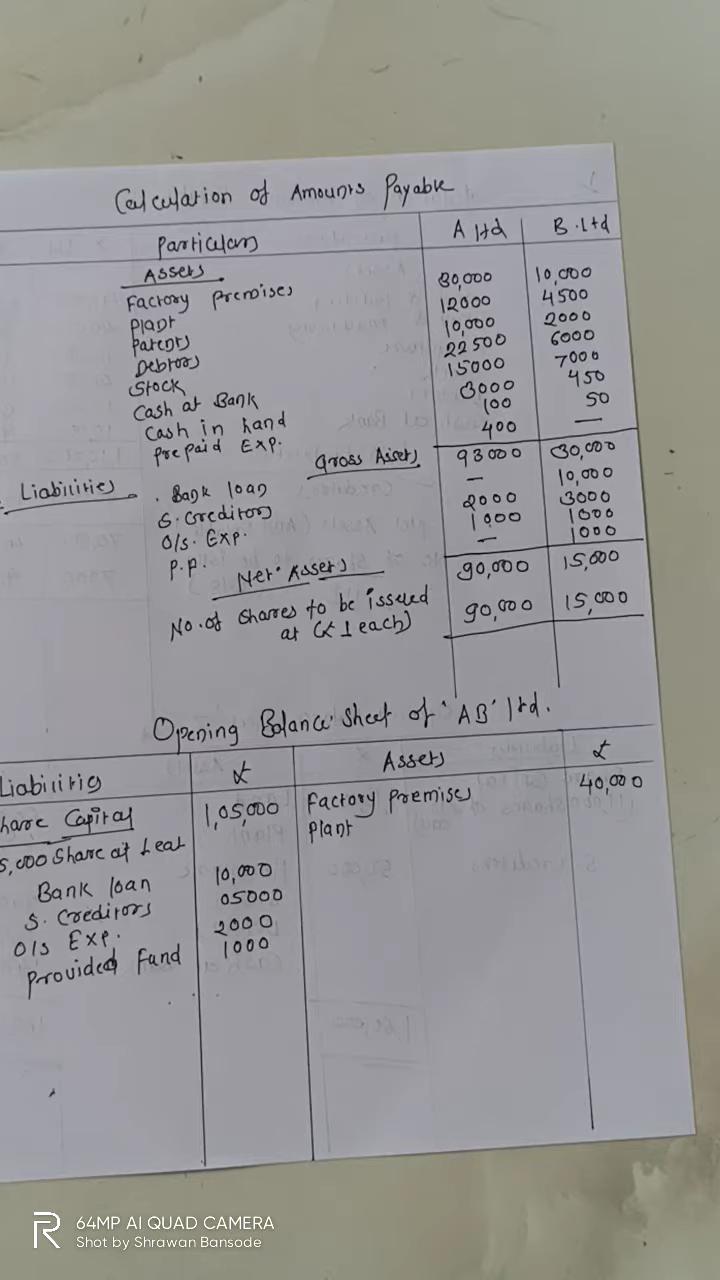 Calculation of Amounts Payable
Particulars A ltd B.Ltd
Assets
Factory premises 30,000 10,000
Plant 12000 4500
Patents 10,000 2000
Debtors 22500 6000
Stock 15000 7000
Cash at Bank 3000 450
Cash in hand 100 50
prepaid Exp. 400 —
Gross Assets 93000 30,000
Liabilities
Bank loan — 10,000
S. Creditors 2000 3000
O/s. Exp. 1000 1000
P.P. — 1000
Net Assets 90,000 15,000
No. of shares to be issued
at (₹ 1 each) 90,000 15,000
Opening Balance Sheet of 'AB' ltd.
Liabilities ₹ Assets ₹
hare Capital 1,05,000 Factory Premises 40,000
5,000 Share at 1 eat Plant
Bank loan 10,000
S. Creditors 05000
O/s Exp. 2000
Provided Fund 1000
64MP AI QUAD CAMERA
Shot by Shrawan Bansode